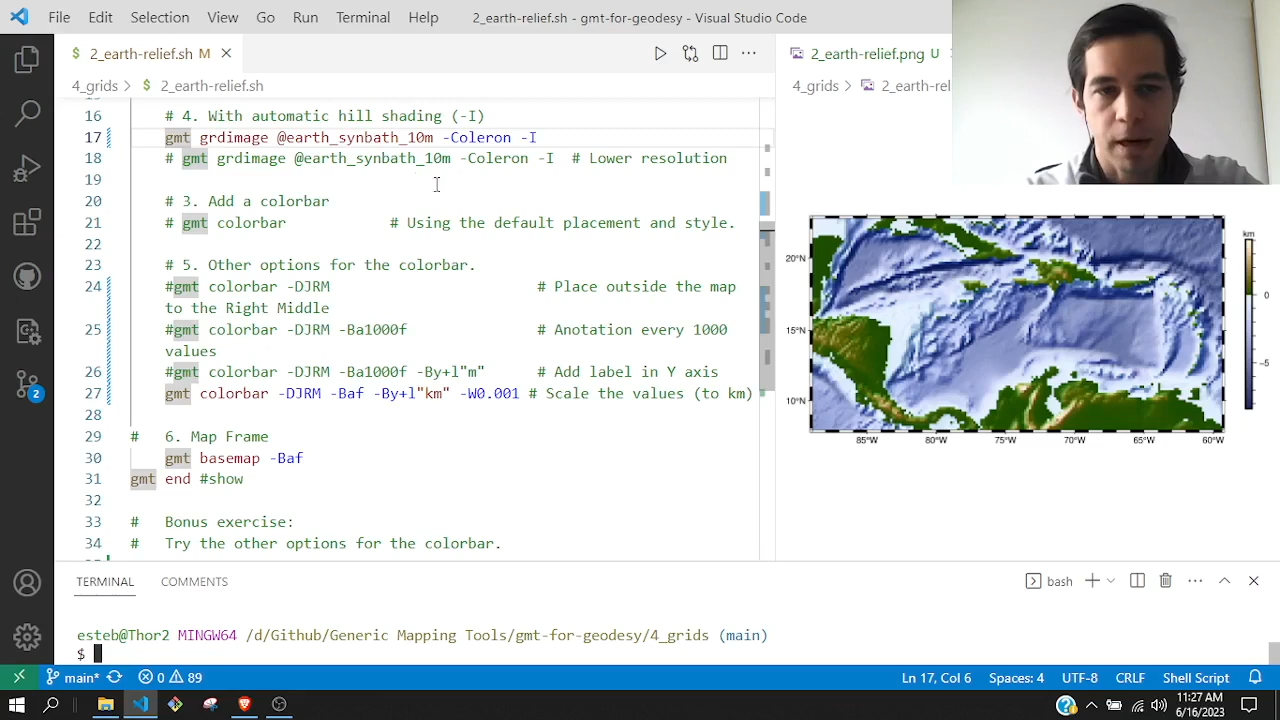 File Edit Selection View Go Run Terminal Help 2_earth-relief.sh - gmt-for-geodesy - Visual Studio Code
$ 2_earth-relief.sh M
2_earth-relief.png U
4_grids > $ 2_earth-relief.sh
4_grids > 2_earth-rel
16 # 4. With automatic hill shading (-I)
17 gmt grdimage @earth_synbath_10m -Coleron -I
18 # gmt grdimage @earth_synbath_10m -Coleron -I # Lower resolution
19
20 # 3. Add a colorbar
21 # gmt colorbar # Using the default placement and style.
22
23 # 5. Other options for the colorbar.
24 #gmt colorbar -DJRM # Place outside the map
to the Right Middle
25 #gmt colorbar -DJRM -Ba1000f # Anotation every 1000
values
26 #gmt colorbar -DJRM -Ba1000f -By+l"m" # Add label in Y axis
27 gmt colorbar -DJRM -Baf -By+l"km" -W0.001 # Scale the values (to km)
28
29 # 6. Map Frame
30 gmt basemap -Baf
31 gmt end #show
32
33 # Bonus exercise:
34 # Try the other options for the colorbar.
km
20°N
0
15°N
−5
10°N
85°W 80°W 75°W 70°W 65°W 60°W
TERMINAL COMMENTS
bash
esteb@Thor2 MINGW64 /d/Github/Generic Mapping Tools/gmt-for-geodesy/4_grids (main)
$
2
main* 0 89 Ln 17, Col 6 Spaces: 4 UTF-8 CRLF Shell Script
11:27 AM
6/16/2023